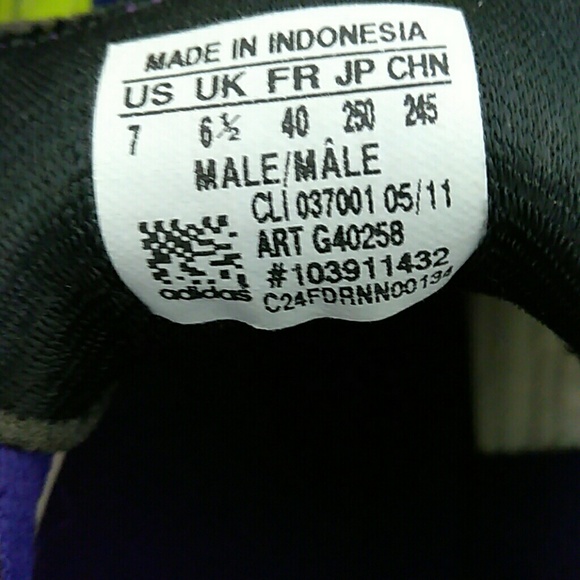 MADE IN INDONESIA
US UK FR JP CHN
7 6½ 40 250 245
MALE/MÂLE
CLI 037001 05/11
ART G40258
#103911432
adidas C24FDRNN00134